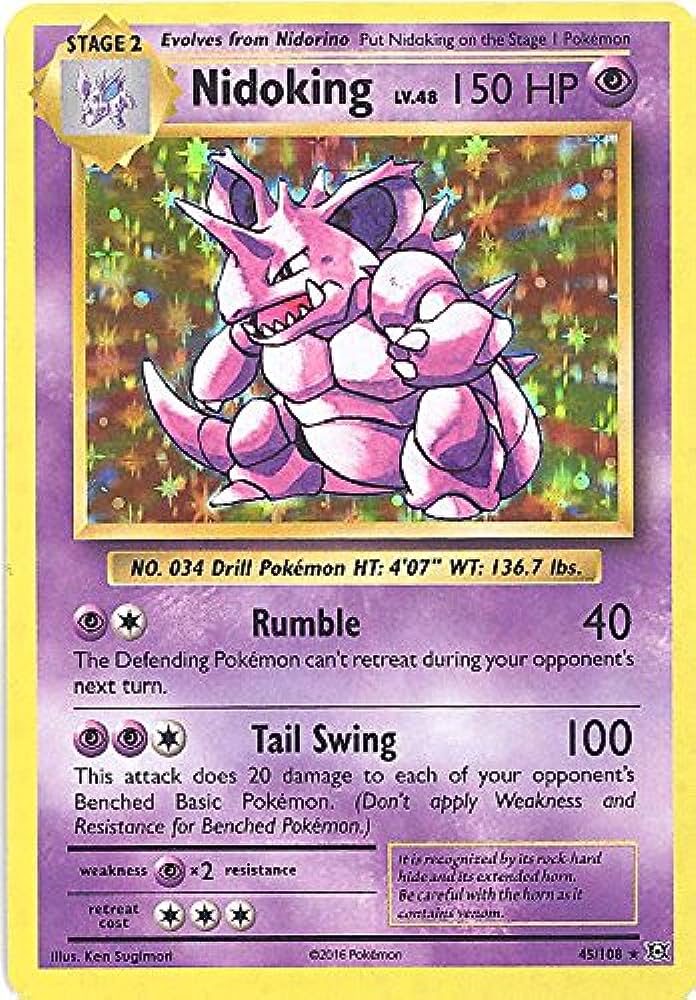 STAGE 2
Evolves from Nidorino Put Nidoking on the Stage 1 Pokémon
Nidoking LV.48 150 HP
NO. 034 Drill Pokémon HT: 4'07" WT: 136.7 lbs.
Rumble 40
The Defending Pokémon can't retreat during your opponent's
next turn.
Tail Swing 100
This attack does 20 damage to each of your opponent's
Benched Basic Pokémon. (Don't apply Weakness and
Resistance for Benched Pokémon.)
weakness ×2 resistance
retreat
cost
It is recognized by its rock-hard
hide and its extended horn.
Be careful with the horn as it
contains venom.
Illus. Ken Sugimori
©2016 Pokémon
45/108 ★